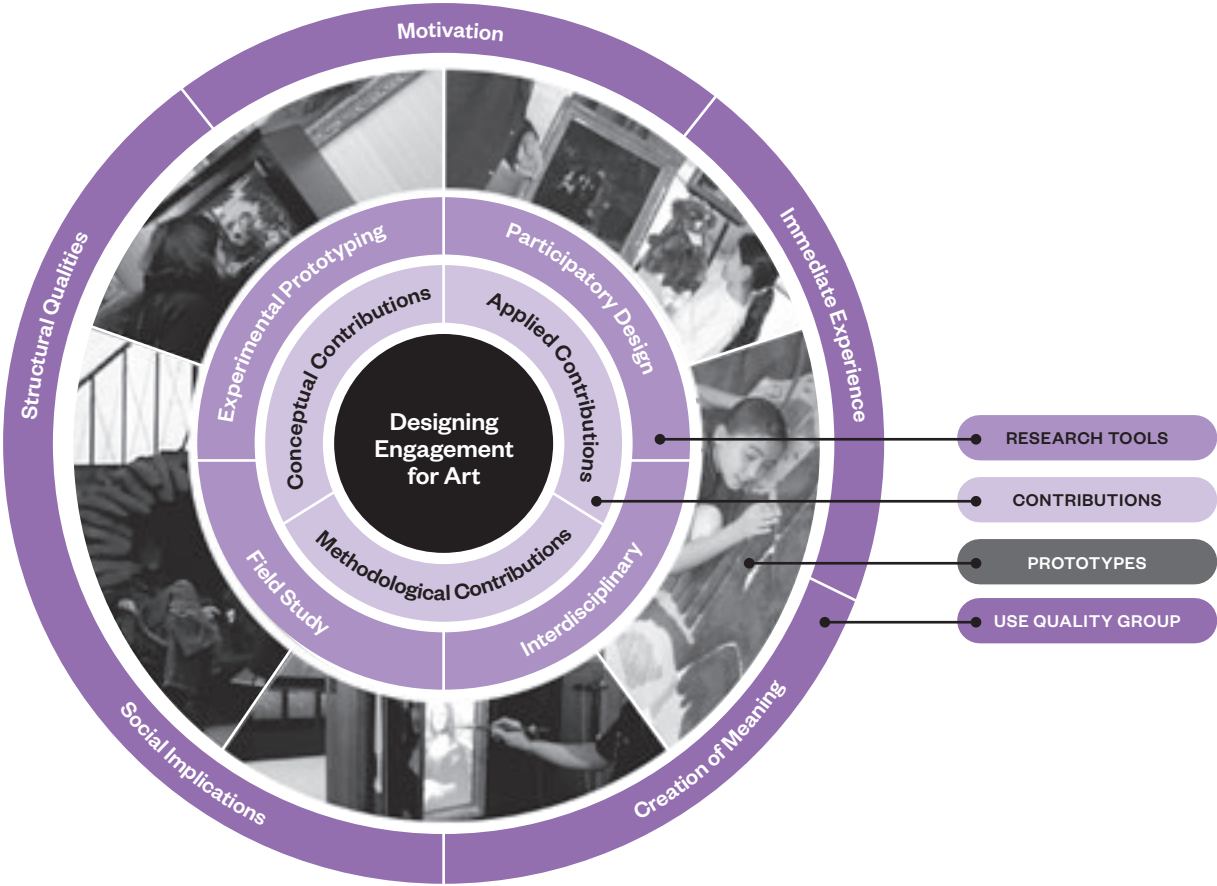 Motivation
Immediate Experience
Creation of Meaning
Social Implications
Structural Qualities
Experimental Prototyping
Participatory Design
Interdisciplinary
Field Study
Conceptual Contributions
Applied Contributions
Methodological Contributions
Designing
Engagement
for Art
RESEARCH TOOLS
CONTRIBUTIONS
PROTOTYPES
USE QUALITY GROUP